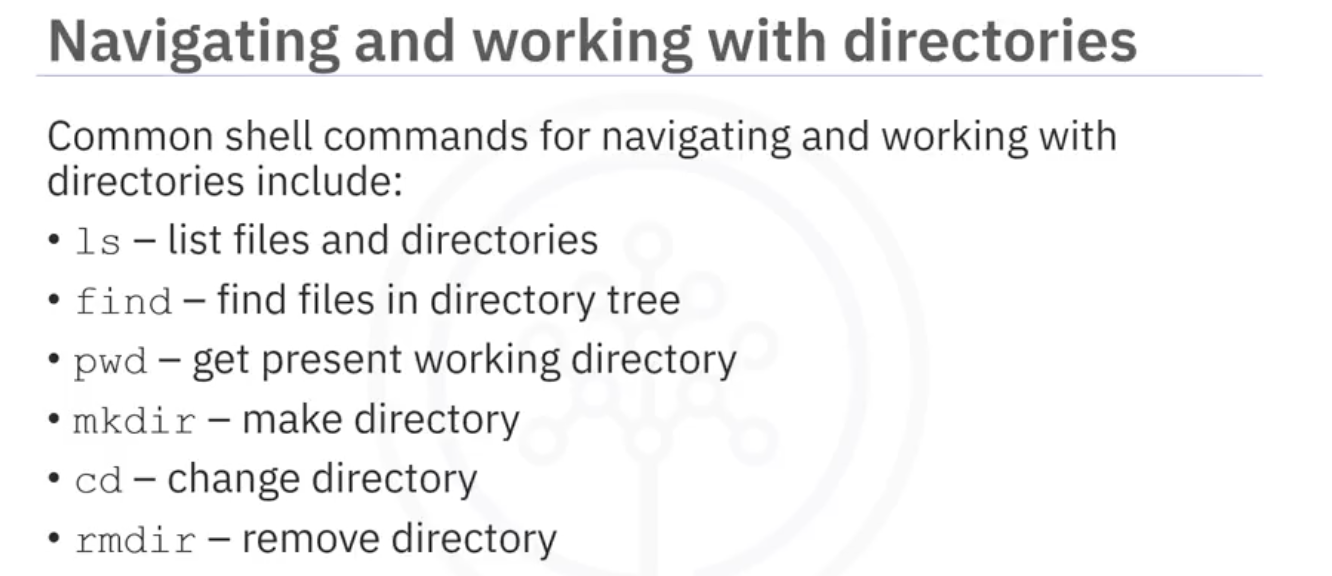 Navigating and working with directories
Common shell commands for navigating and working with
directories include:
• ls – list files and directories
• find – find files in directory tree
• pwd – get present working directory
• mkdir – make directory
• cd – change directory
• rmdir – remove directory